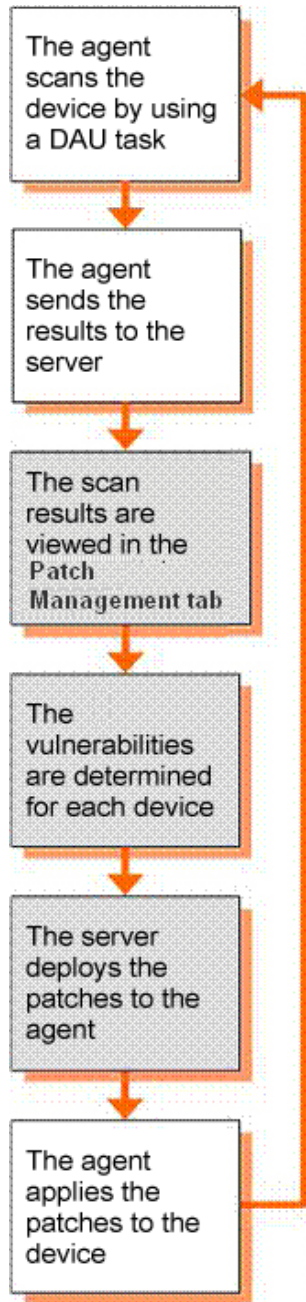 The agent
scans the
device by using
a DAU task
The agent
sends the
results to the
server
The scan
results are
viewed in the
Patch
Management tab
The
vulnerabilities
are determined
for each device
The server
deploys the
patches to the
agent
The agent
applies the
patches to the
device